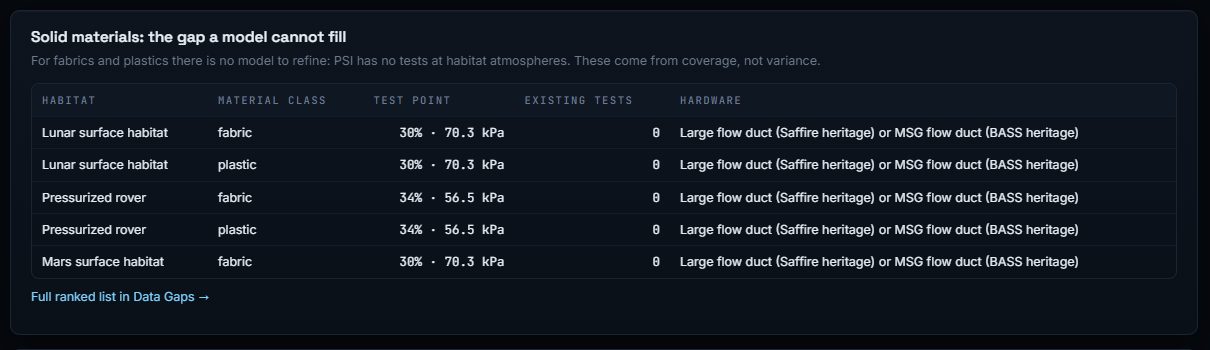 Solid materials: the gap a model cannot fill
For fabrics and plastics there is no model to refine: PSI has no tests at habitat atmospheres. These come from coverage, not variance.
HABITAT MATERIAL CLASS TEST POINT EXISTING TESTS HARDWARE
Lunar surface habitat fabric 30% · 70.3 kPa 0 Large flow duct (Saffire heritage) or MSG flow duct (BASS heritage)
Lunar surface habitat plastic 30% · 70.3 kPa 0 Large flow duct (Saffire heritage) or MSG flow duct (BASS heritage)
Pressurized rover fabric 34% · 56.5 kPa 0 Large flow duct (Saffire heritage) or MSG flow duct (BASS heritage)
Pressurized rover plastic 34% · 56.5 kPa 0 Large flow duct (Saffire heritage) or MSG flow duct (BASS heritage)
Mars surface habitat fabric 30% · 70.3 kPa 0 Large flow duct (Saffire heritage) or MSG flow duct (BASS heritage)
Full ranked list in Data Gaps →